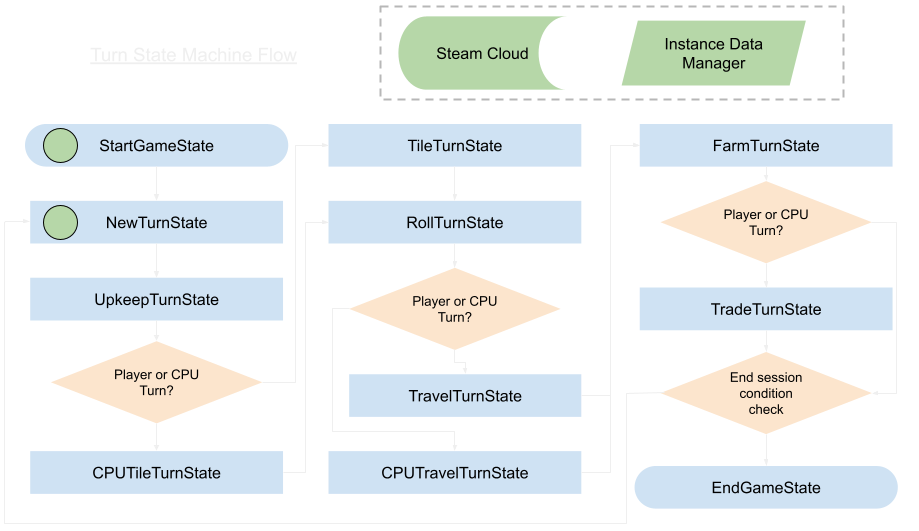 Turn State Machine Flow
Steam Cloud
Instance Data
Manager
StartGameState
NewTurnState
UpkeepTurnState
Player or CPU
Turn?
CPUTileTurnState
TileTurnState
RollTurnState
Player or CPU
Turn?
TravelTurnState
CPUTravelTurnState
FarmTurnState
Player or CPU
Turn?
TradeTurnState
End session
condition
check
EndGameState